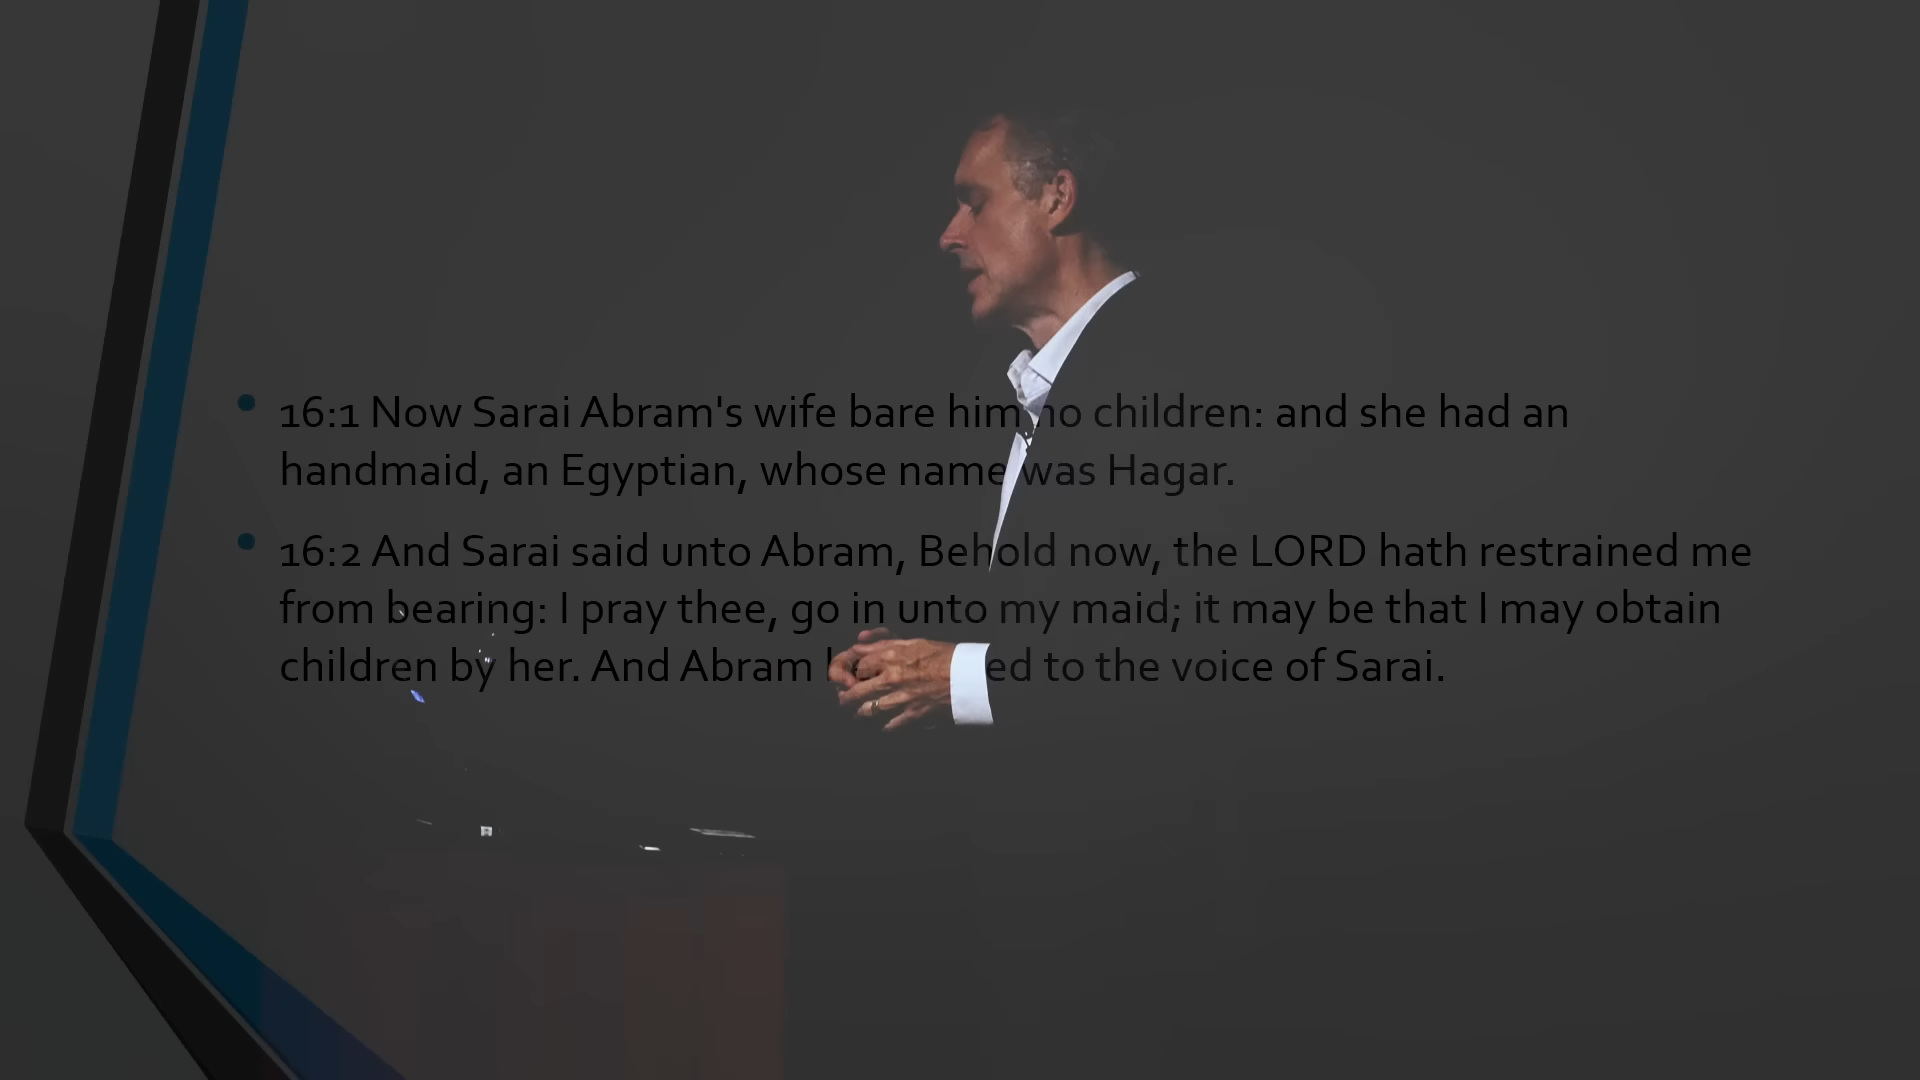 • 16:1 Now Sarai Abram's wife bare him no children: and she had an
handmaid, an Egyptian, whose name was Hagar.
• 16:2 And Sarai said unto Abram, Behold now, the LORD hath restrained me
from bearing: I pray thee, go in unto my maid; it may be that I may obtain
children by her. And Abram to the voice of Sarai.